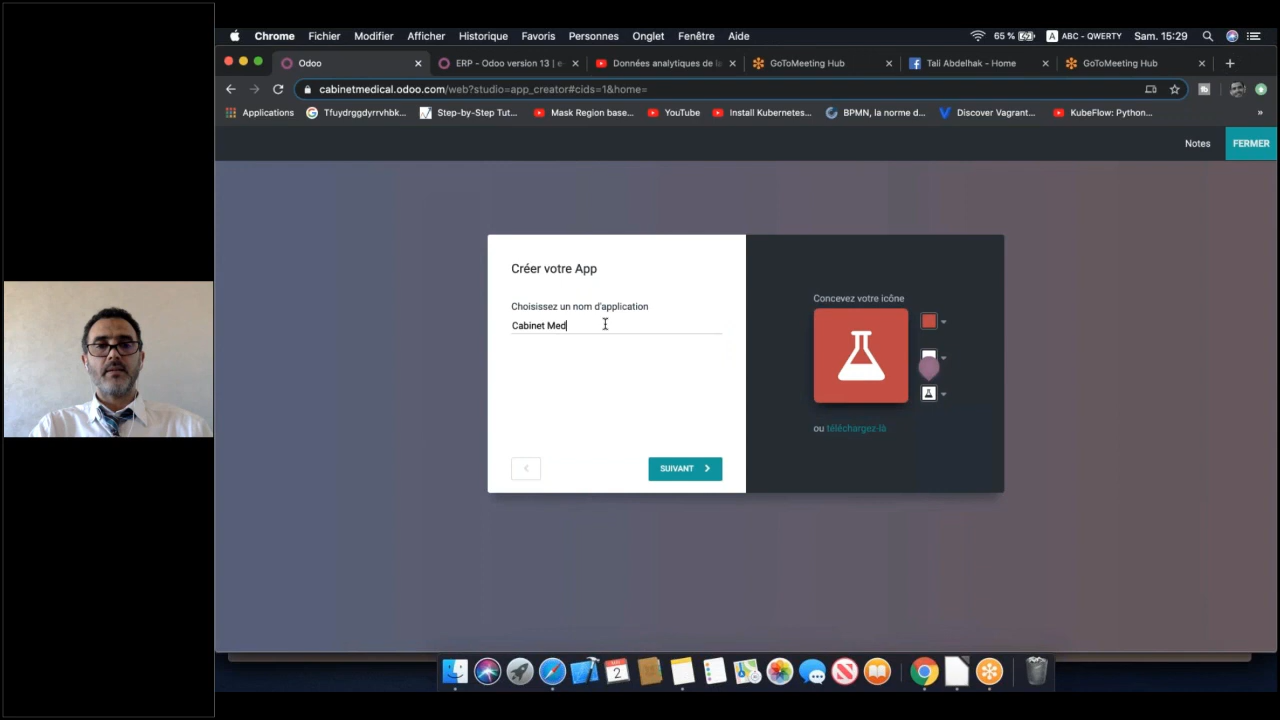 Chrome Fichier Modifier Afficher Historique Favoris Personnes Onglet Fenêtre Aide 65 % A ABC - QWERTY Sam. 15:29
Odoo ERP - Odoo version 13 | e- Données analytiques de la GoToMeeting Hub Tali Abdelhak - Home GoToMeeting Hub
cabinetmedical.odoo.com/web?studio=app_creator#cids=1&home=
Applications Tfuydrggdyrrvhbk... Step-by-Step Tut... Mask Region base... YouTube Install Kubernetes... BPMN, la norme d... Discover Vagrant... KubeFlow: Python... »
Notes FERMER
Créer votre App
Choisissez un nom d'application
Cabinet Med
SUIVANT
Concevez votre icône
ou téléchargez-là
2